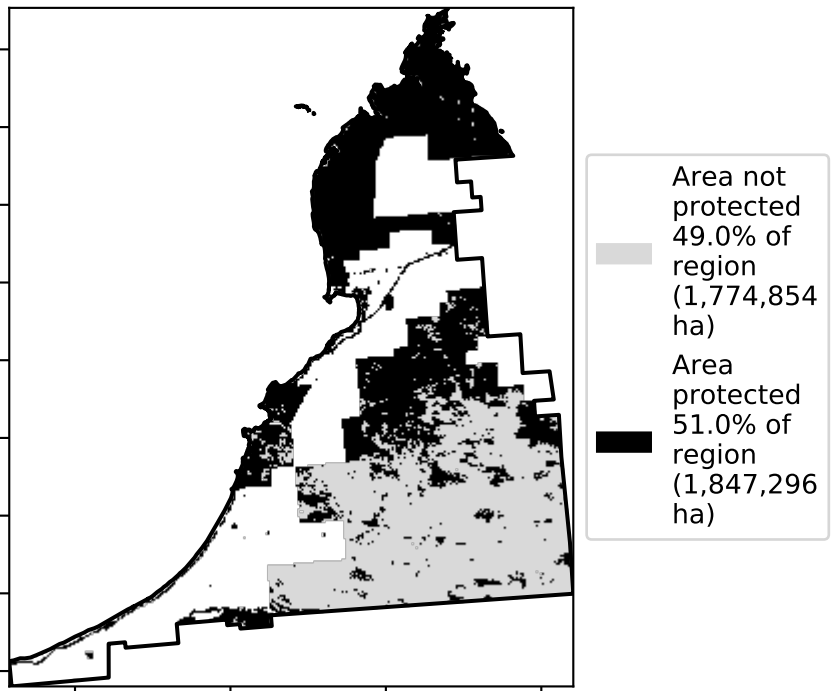 Area not
protected
49.0% of
region
(1,774,854
ha)
Area
protected
51.0% of
region
(1,847,296
ha)